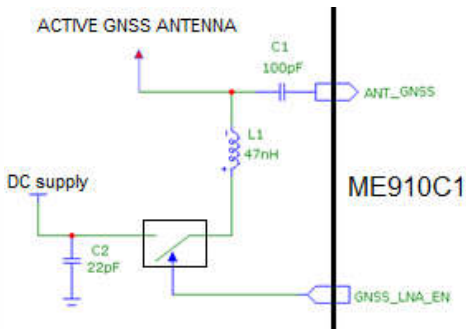 ACTIVE GNSS ANTENNA
C1
100pF
ANT_GNSS
L1
47nH
DC supply
ME910C1
C2
22pF
GNSS_LNA_EN